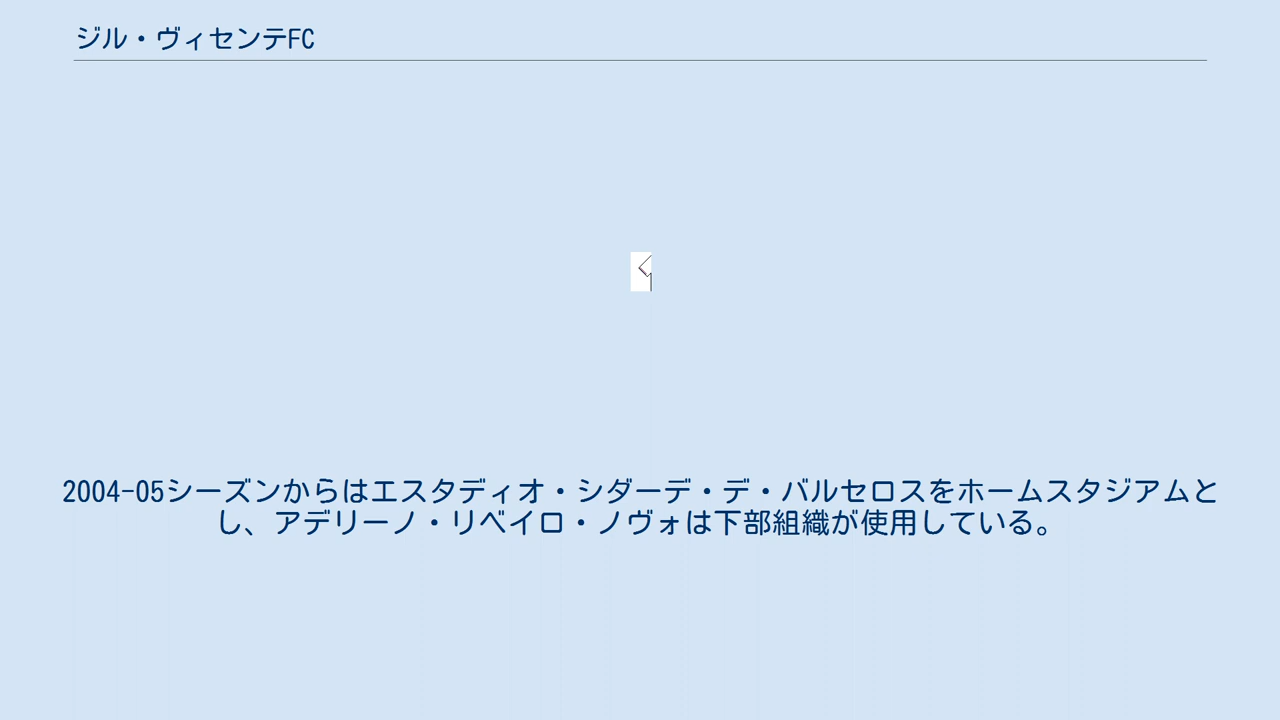 ジル・ヴィセンテFC
2004-05シーズンからはエスタディオ・シダーデ・デ・バルセロスをホームスタジアムと
し、アデリーノ・リベイロ・ノヴォは下部組織が使用している。